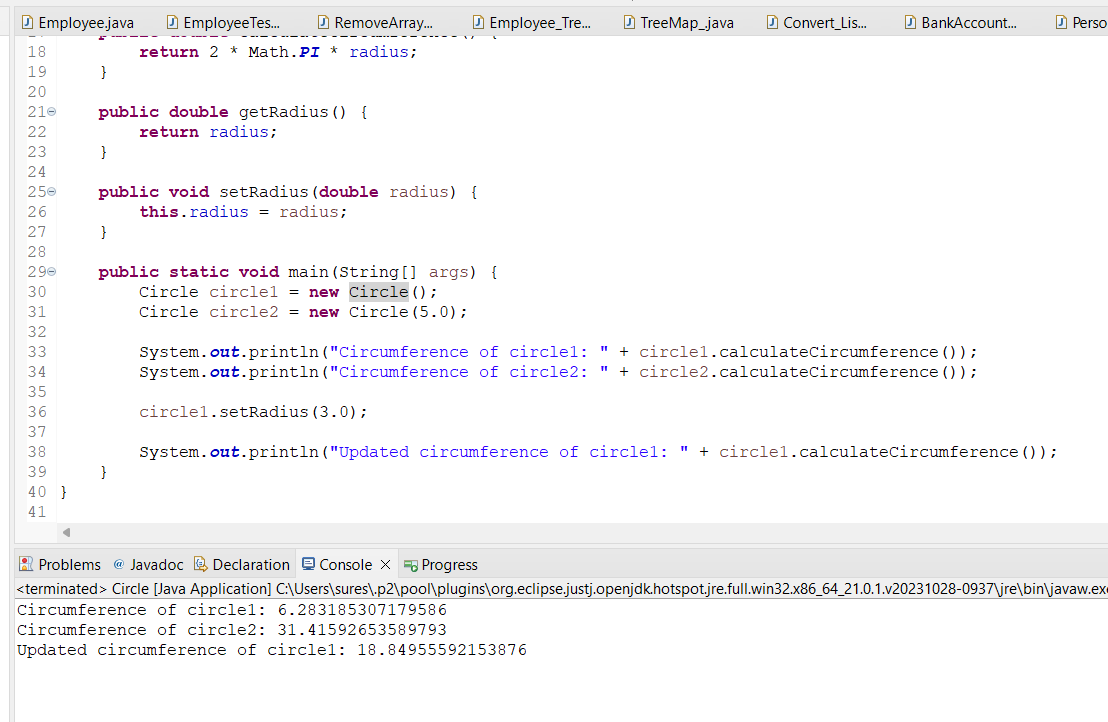 Employee.java EmployeeTes... RemoveArray... Employee_Tre... TreeMap_.java Convert_Lis... BankAccount... Perso
18 return 2 * Math.PI * radius;
19 }
20
21 public double getRadius() {
22 return radius;
23 }
24
25 public void setRadius(double radius) {
26 this.radius = radius;
27 }
28
29 public static void main(String[] args) {
30 Circle circle1 = new Circle();
31 Circle circle2 = new Circle(5.0);
32
33 System.out.println("Circumference of circle1: " + circle1.calculateCircumference());
34 System.out.println("Circumference of circle2: " + circle2.calculateCircumference());
35
36 circle1.setRadius(3.0);
37
38 System.out.println("Updated circumference of circle1: " + circle1.calculateCircumference());
39 }
40 }
41
Problems @ Javadoc Declaration Console Progress
<terminated> Circle [Java Application] C:\Users\sures\.p2\pool\plugins\org.eclipse.justj.openjdk.hotspot.jre.full.win32.x86_64_21.0.1.v20231028-0937\jre\bin\javaw.exe
Circumference of circle1: 6.283185307179586
Circumference of circle2: 31.41592653589793
Updated circumference of circle1: 18.84955592153876